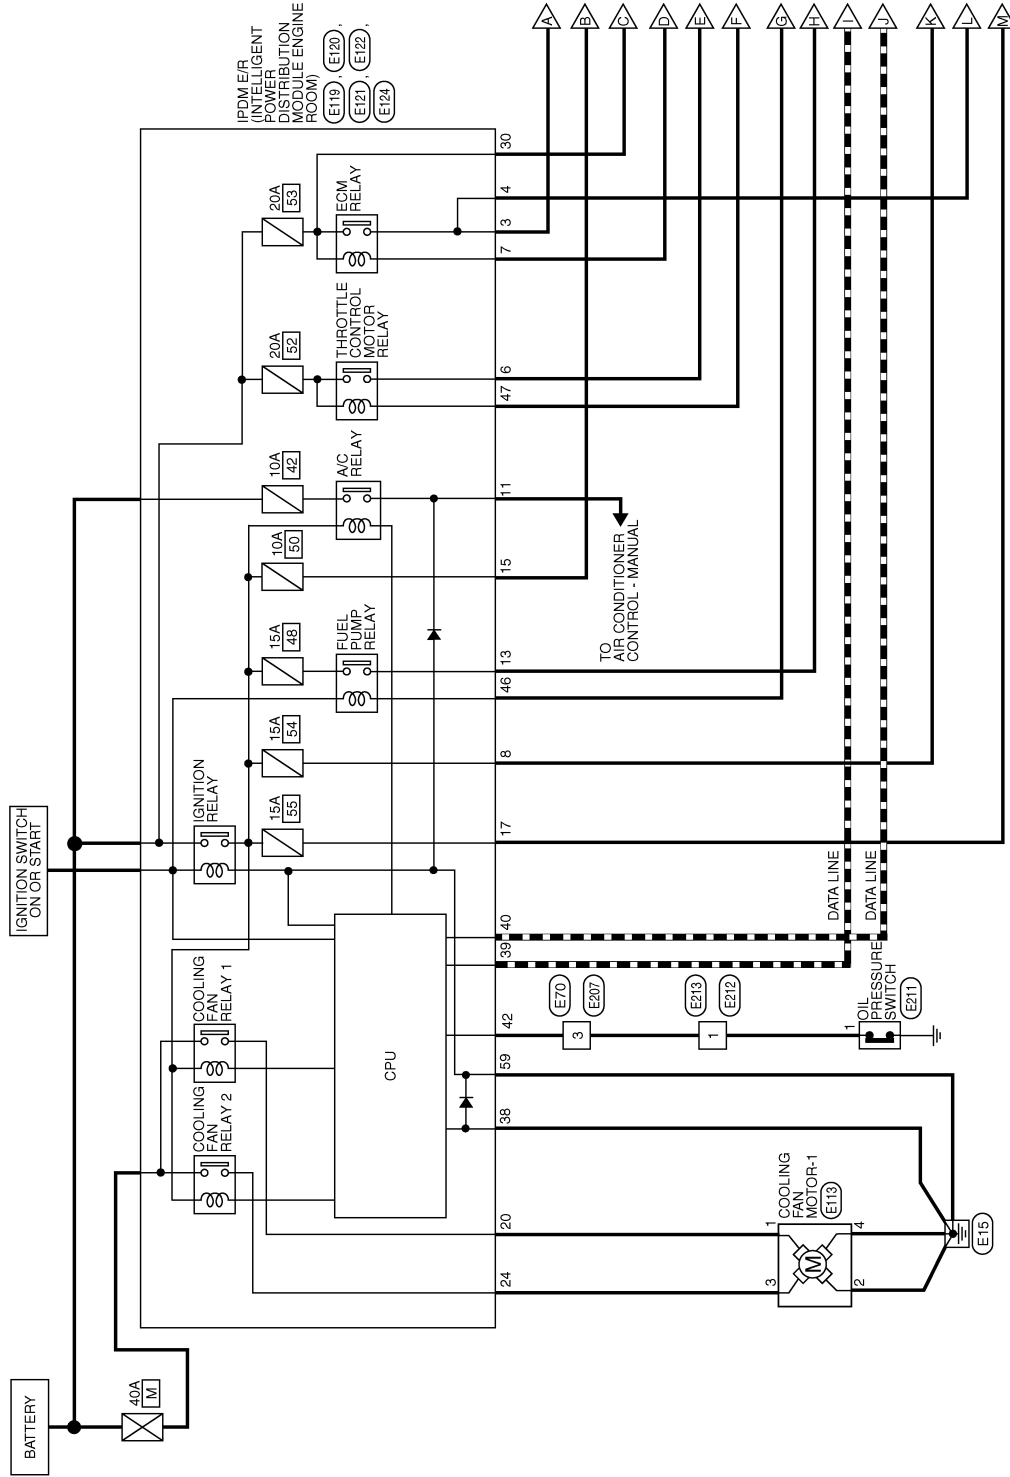 BATTERY
40A
M
IGNITION SWITCH
ON OR START
IPDM E/R
(INTELLIGENT
POWER
DISTRIBUTION
MODULE ENGINE
ROOM)
E119 , E120 ,
E121 , E122 ,
E124
COOLING
FAN
RELAY 2
COOLING
FAN
RELAY 1
IGNITION
RELAY
15A
55
15A
54
15A
48
10A
50
10A
42
20A
52
20A
53
FUEL
PUMP
RELAY
A/C
RELAY
THROTTLE
CONTROL
MOTOR
RELAY
ECM
RELAY
CPU
24
20
38
59
42
39
40
17
8
46
13
15
11
47
6
7
3
4
30
TO
AIR CONDITIONER
CONTROL - MANUAL
E70
3
E207
E213
1
E212
COOLING
FAN
MOTOR-1
E113
3
1
M
2
4
E15
1
OIL
PRESSURE
SWITCH
E211
DATA LINE
DATA LINE
A
B
C
D
E
F
G
H
I
J
K
L
M